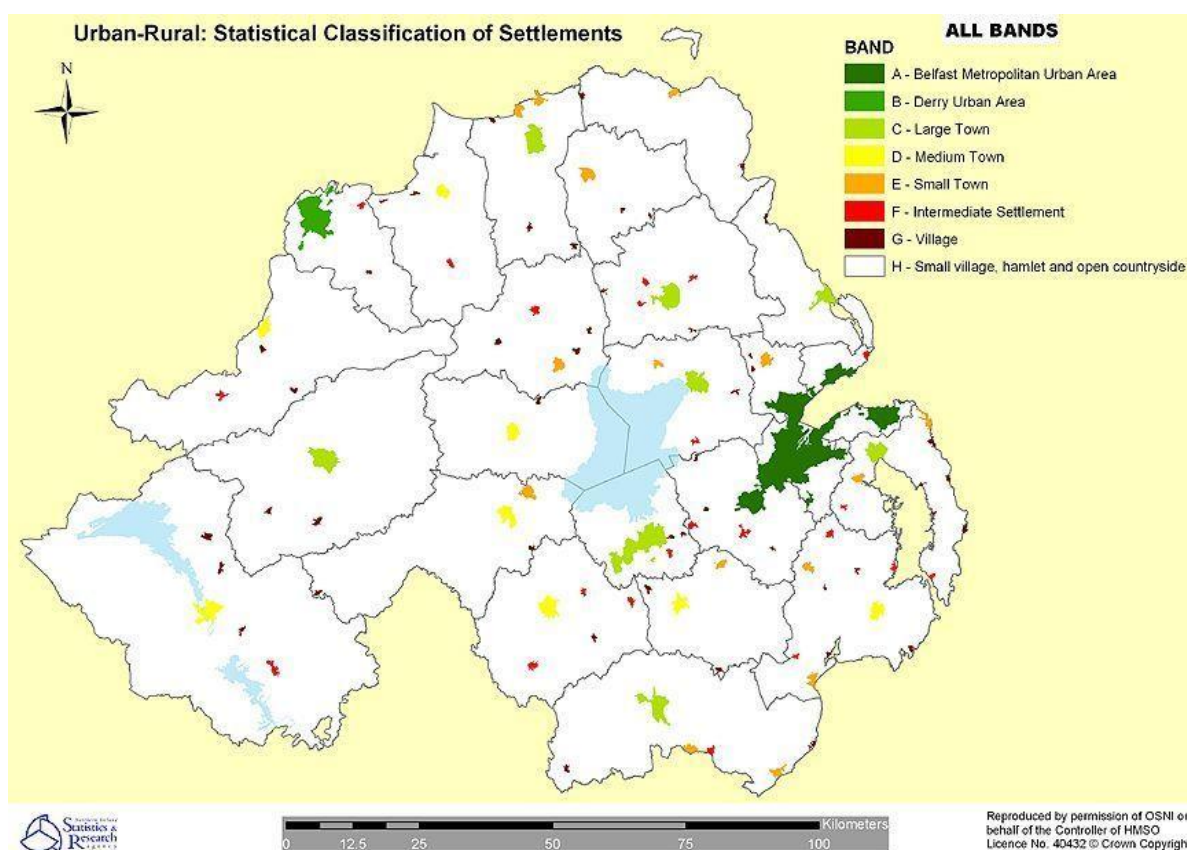 Urban-Rural: Statistical Classification of Settlements
ALL BANDS
BAND
A - Belfast Metropolitan Urban Area
B - Derry Urban Area
C - Large Town
D - Medium Town
E - Small Town
F - Intermediate Settlement
G - Village
H - Small village, hamlet and open countryside
N
Statistics &
Research
Kilometers
0 12.5 25 50 75 100
Reproduced by permission of OSNI on
behalf of the Controller of HMSO
Licence No. 40432 © Crown Copyrigh